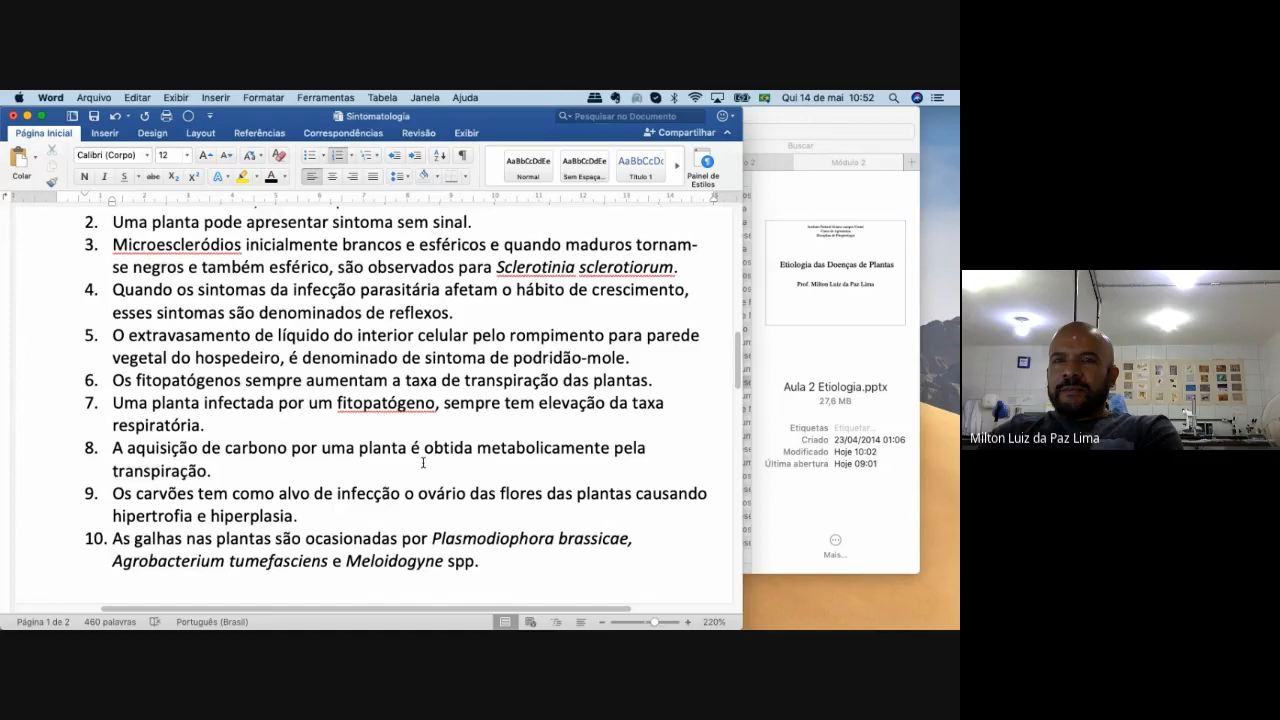 Word Arquivo Editar Exibir Inserir Formatar Ferramentas Tabela Janela Ajuda Qui 14 de mai 10:52
Sintomatologia
Pesquisar no Documento
Página Inicial Inserir Design Layout Referências Correspondências Revisão Exibir Compartilhar
Colar
Calibri (Corpo) 12
N I S abc X₂ X²
AaBbCcDdEe AaBbCcDdEe AaBbCcDc
Normal Sem Espaça... Título 1
Painel de
Estilos
2. Uma planta pode apresentar sintoma sem sinal.
3. Microescleródios inicialmente brancos e esféricos e quando maduros tornam-
se negros e também esférico, são observados para Sclerotinia sclerotiorum.
4. Quando os sintomas da infecção parasitária afetam o hábito de crescimento,
esses sintomas são denominados de reflexos.
5. O extravasamento de líquido do interior celular pelo rompimento para parede
vegetal do hospedeiro, é denominado de sintoma de podridão-mole.
6. Os fitopatógenos sempre aumentam a taxa de transpiração das plantas.
7. Uma planta infectada por um fitopatógeno, sempre tem elevação da taxa
respiratória.
8. A aquisição de carbono por uma planta é obtida metabolicamente pela
transpiração.
9. Os carvões tem como alvo de infecção o ovário das flores das plantas causando
hipertrofia e hiperplasia.
10. As galhas nas plantas são ocasionadas por Plasmodiophora brassicae,
Agrobacterium tumefasciens e Meloidogyne spp.
Página 1 de 2 460 palavras Português (Brasil) 220%
Buscar
Módulo 2
Etiologia das Doenças de Plantas
Prof. Milton Luiz da Paz Lima
Aula 2 Etiologia.pptx
27,6 MB
Etiquetas Etiquetar...
Criado 23/04/2014 01:06
Modificado Hoje 10:02
Última abertura Hoje 09:01
Mais...
Milton Luiz da Paz Lima